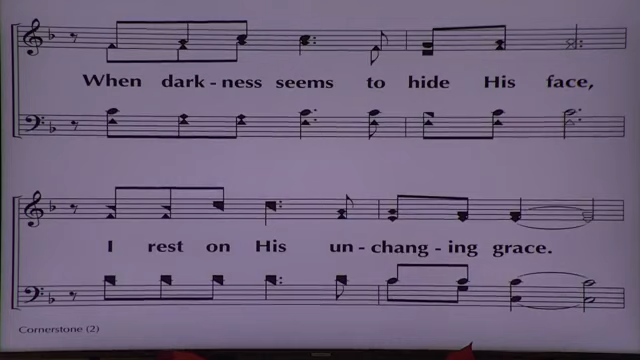 When dark - ness seems to hide His face,
I rest on His un - chang - ing grace.
Cornerstone (2)